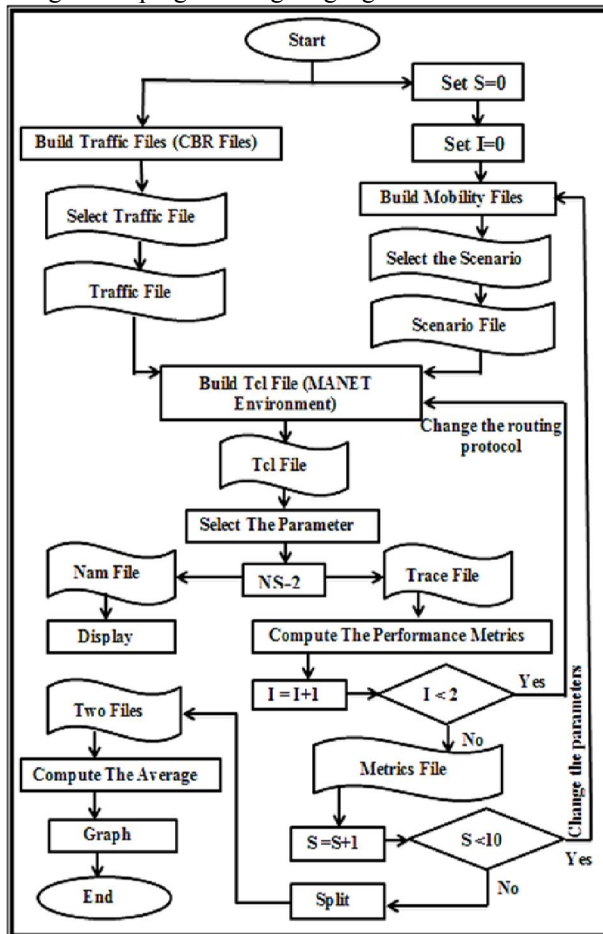 Start
Set S=0
Build Traffic Files (CBR Files)
Set I=0
Select Traffic File
Build Mobility Files
Select the Scenario
Traffic File
Scenario File
Build Tcl File (MANET
Environment)
Change the routing
protocol
Tcl File
Select The Parameter
Nam File
NS-2
Trace File
Display
Compute The Performance Metrics
I = I+1
I < 2
Yes
Two Files
No
Change the parameters
Metrics File
Compute The Average
S =S+1
S <10
Yes
Graph
No
End
Split